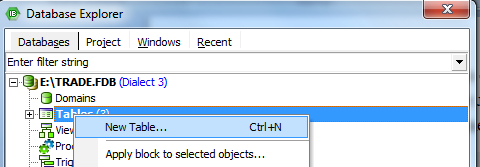 Database Explorer
Databases Project Windows Recent
Enter filter string
E:\TRADE.FDB (Dialect 3)
Domains
Tables (3)
New Table... Ctrl+N
Apply block to selected objects...